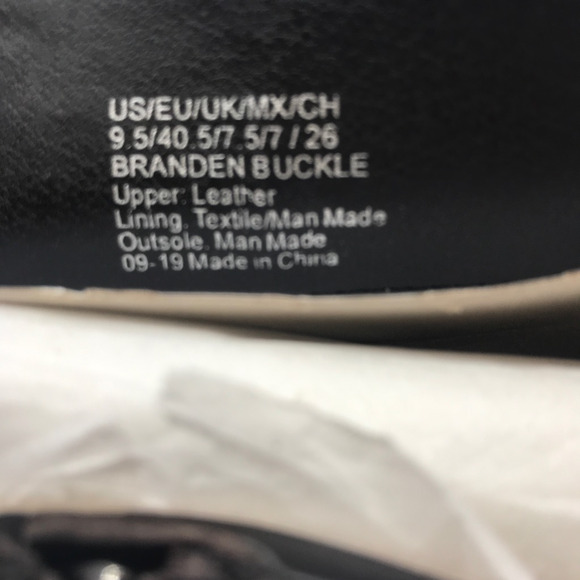 US/EU/UK/MX/CH
9.5/40.5/7.5/7 / 26
BRANDEN BUCKLE
Upper: Leather
Lining. Textile/Man Made
Outsole. Man Made
09-19 Made in China